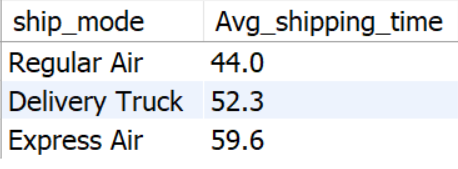 ship_mode Avg_shipping_time
Regular Air 44.0
Delivery Truck 52.3
Express Air 59.6